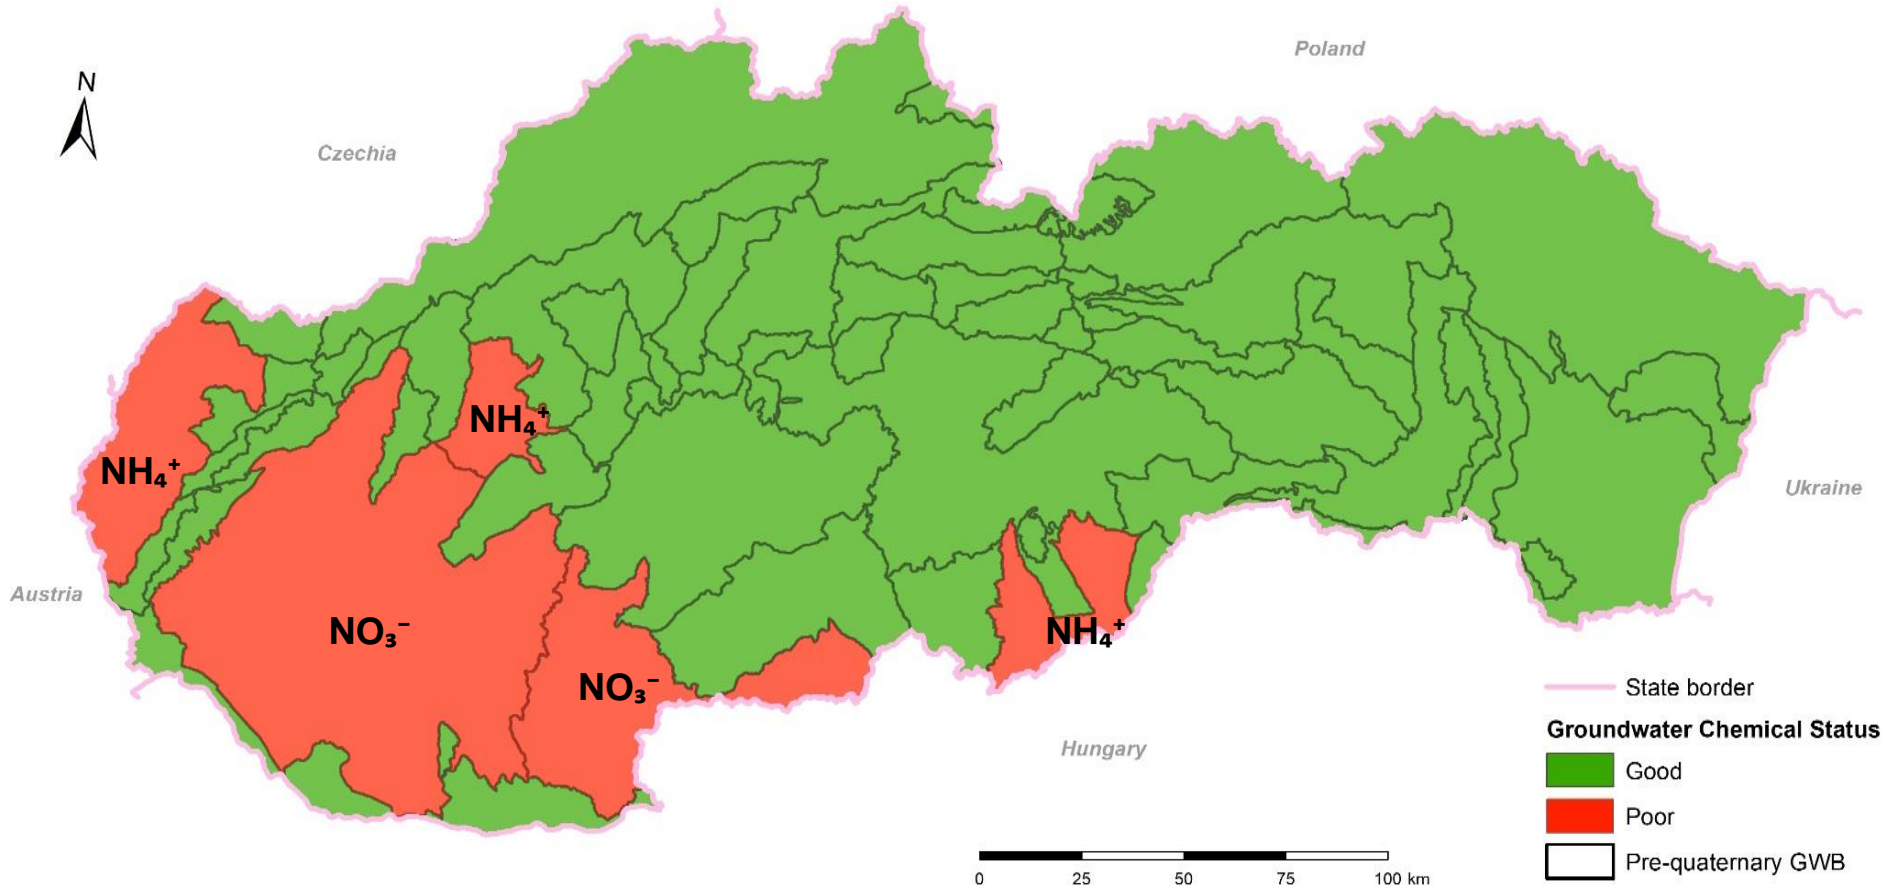 Poland
N
Czechia
NH₄⁺
NH₄⁺
Ukraine
Austria
NO₃⁻
NH₄⁺
NO₃⁻
Hungary
State border
Groundwater Chemical Status
Good
Poor
Pre-quaternary GWB
0 25 50 75 100 km